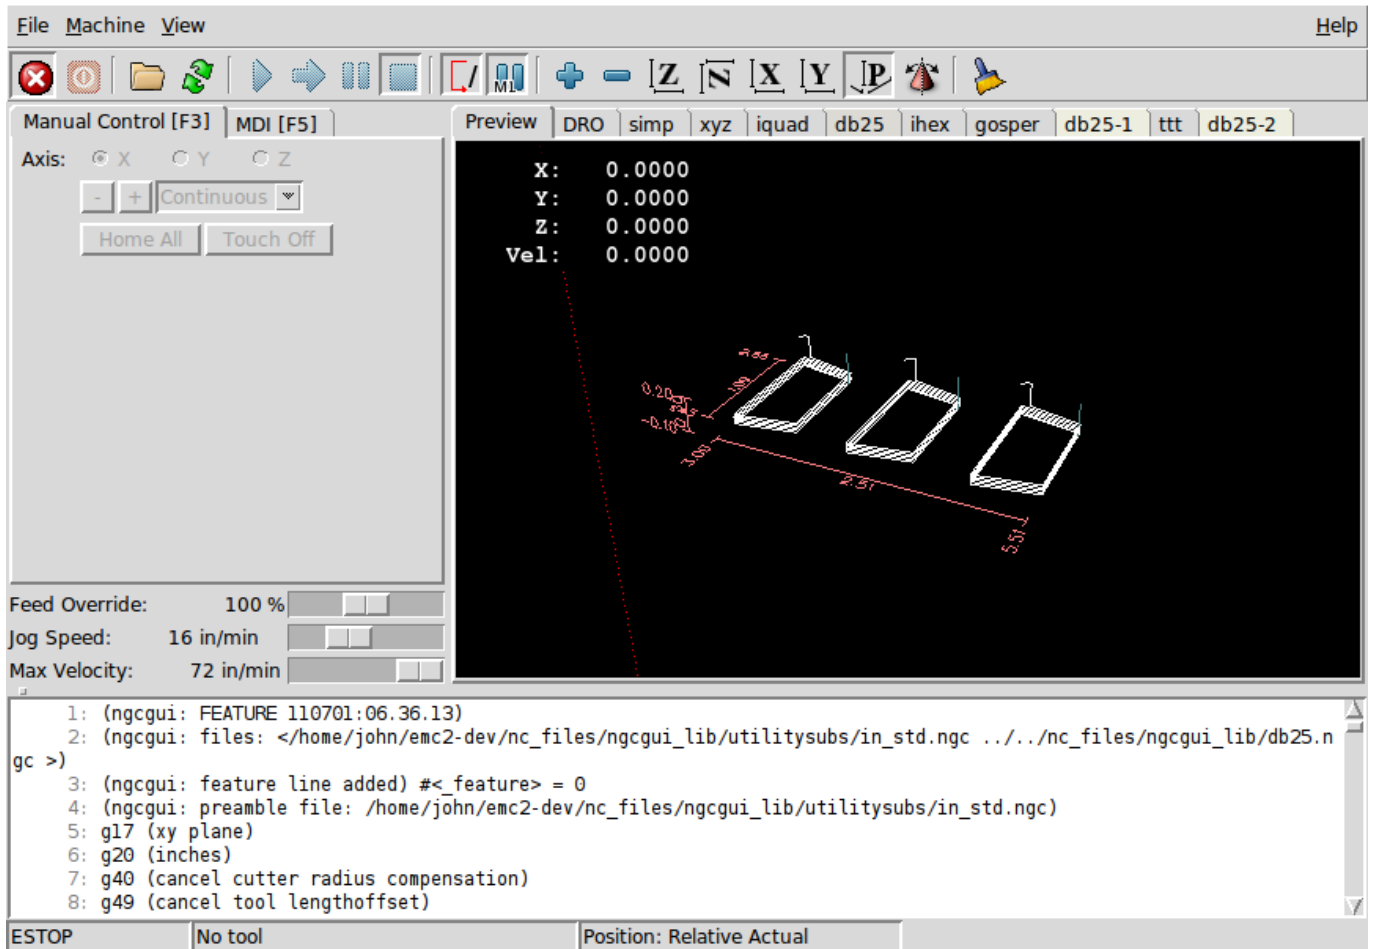 File Machine View Help
M1 Z N X Y P
Manual Control [F3] MDI [F5]
Preview DRO simp xyz iquad db25 ihex gosper db25-1 ttt db25-2
Axis: X Y Z
- + Continuous
Home All Touch Off
X: 0.0000
Y: 0.0000
Z: 0.0000
Vel: 0.0000
0.20
-0.10
3.00
2.51
5.51
Feed Override: 100 %
Jog Speed: 16 in/min
Max Velocity: 72 in/min
1: (ngcgui: FEATURE 110701:06.36.13)
2: (ngcgui: files: </home/john/emc2-dev/nc_files/ngcgui_lib/utilitysubs/in_std.ngc ../../nc_files/ngcgui_lib/db25.n
gc >)
3: (ngcgui: feature line added) #<_feature> = 0
4: (ngcgui: preamble file: /home/john/emc2-dev/nc_files/ngcgui_lib/utilitysubs/in_std.ngc)
5: g17 (xy plane)
6: g20 (inches)
7: g40 (cancel cutter radius compensation)
8: g49 (cancel tool lengthoffset)
ESTOP No tool Position: Relative Actual